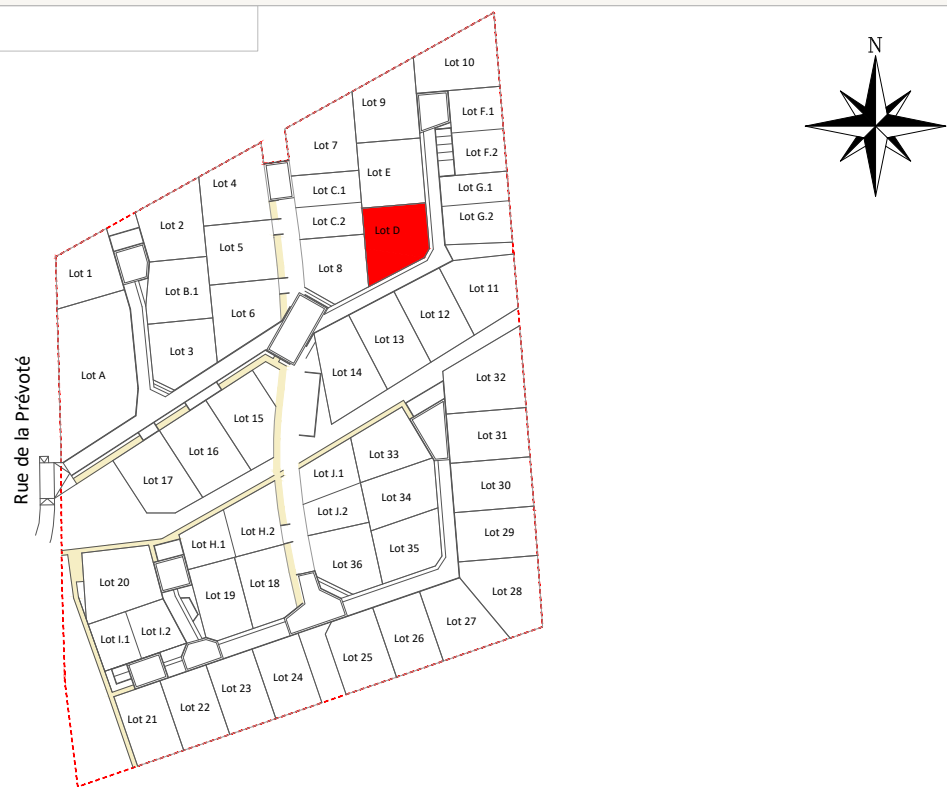 N
Lot 10
Lot 9
Lot F.1
Lot 7
Lot F.2
Lot E
Lot 4
Lot C.1
Lot G.1
Lot 2
Lot C.2
Lot G.2
Lot D
Lot 5
Lot 1
Lot 8
Lot B.1
Lot 11
Lot 6
Lot 12
Lot 13
Lot 3
Lot A
Lot 14
Lot 32
Rue de la Prévoté
Lot 15
Lot 31
Lot 16
Lot 33
Lot 17
Lot J.1
Lot 30
Lot 34
Lot J.2
Lot H.2
Lot 29
Lot H.1
Lot 35
Lot 36
Lot 20
Lot 18
Lot 19
Lot 28
Lot 27
Lot I.2
Lot I.1
Lot 26
Lot 25
Lot 24
Lot 23
Lot 22
Lot 21